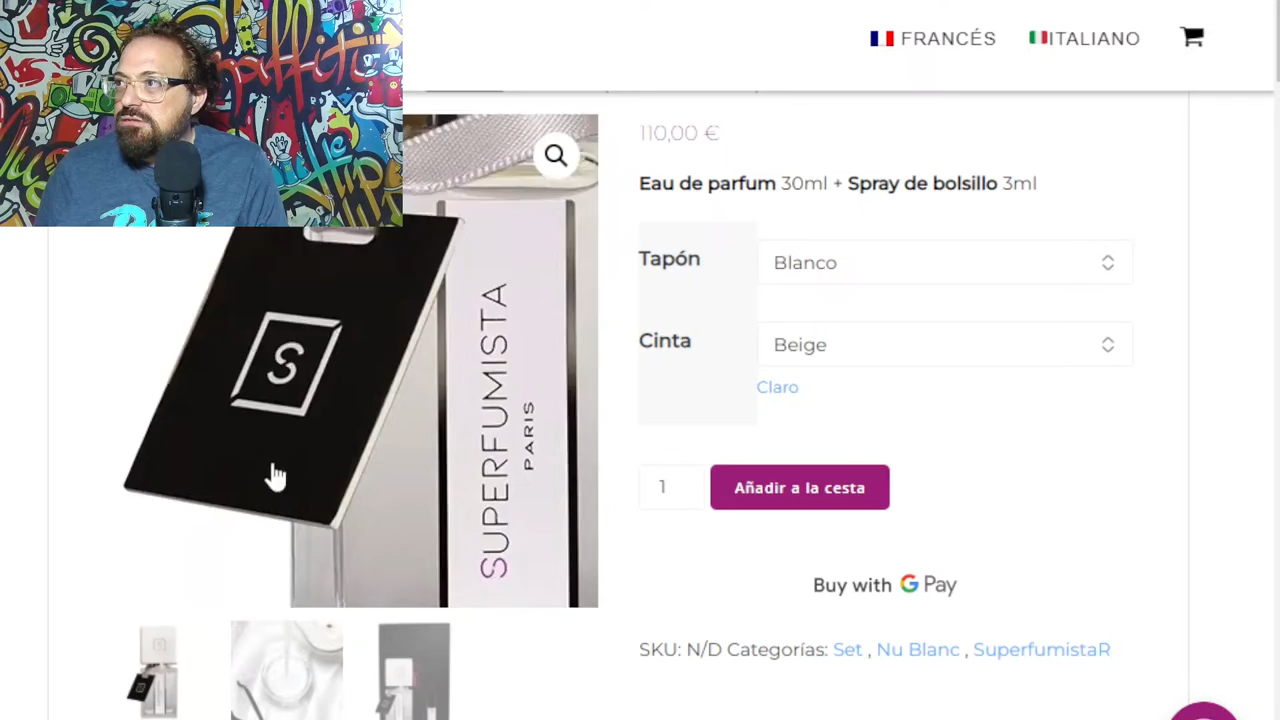 FRANCÉS
ITALIANO
110,00 €
Eau de parfum 30ml + Spray de bolsillo 3ml
Tapón
Blanco
Cinta
Beige
Claro
1
Añadir a la cesta
Buy with G Pay
SKU: N/D Categorías: Set , Nu Blanc , SuperfumistaR
S
SUPERFUMISTA
PARIS